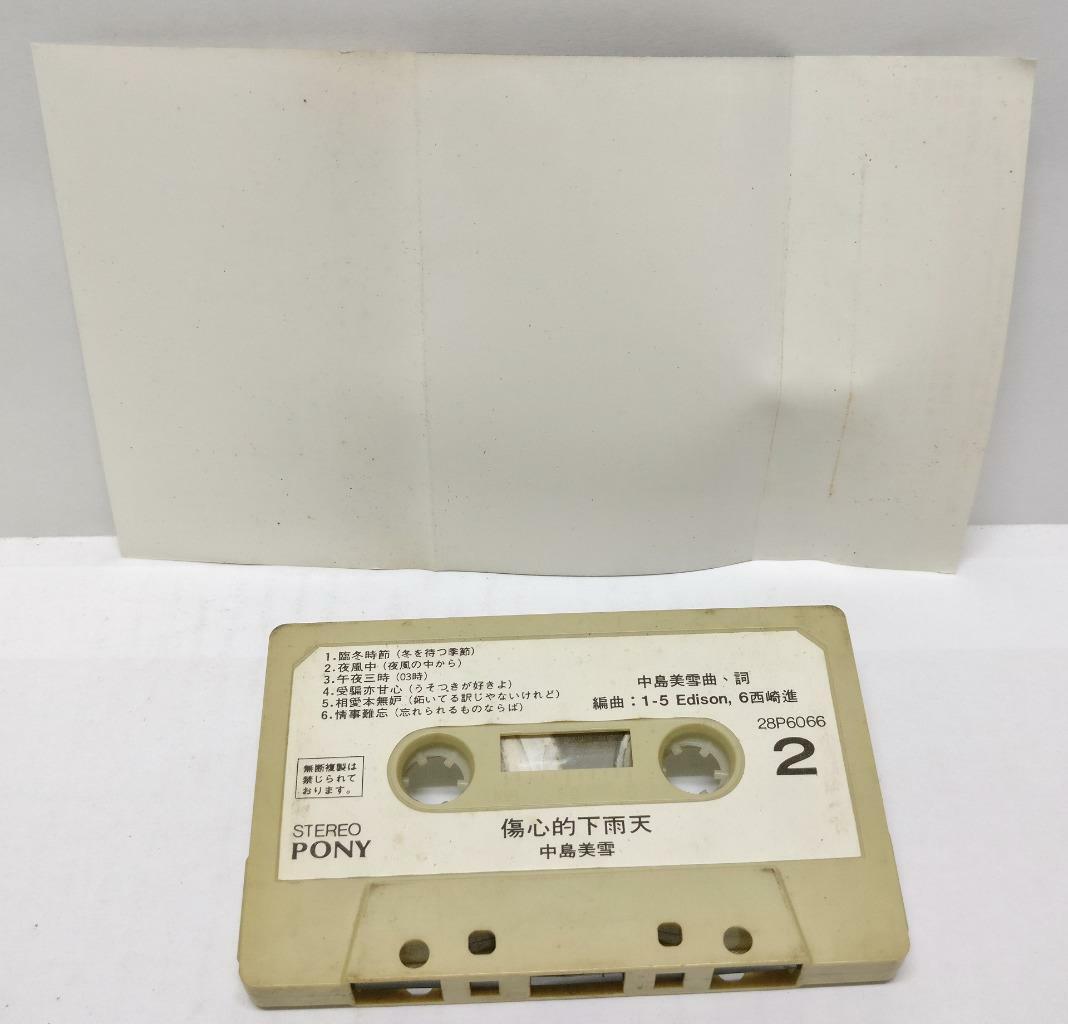 1.臨冬時節 (冬を待つ季節)
2.夜風中 (夜風の中から)
3.午夜三時 (03時)
4.受騙亦甘心 (うそつきが好きよ)
5.相愛本無妒 (妬いてる訳じやないけれど)
6.情事難忘 (忘れられるものならば)
中島美雪曲、詞
編曲：1-5 Edison, 6西崎進
28P6066
2
無断複製は
禁じられて
おります。
STEREO
PONY
傷心的下雨天
中島美雪